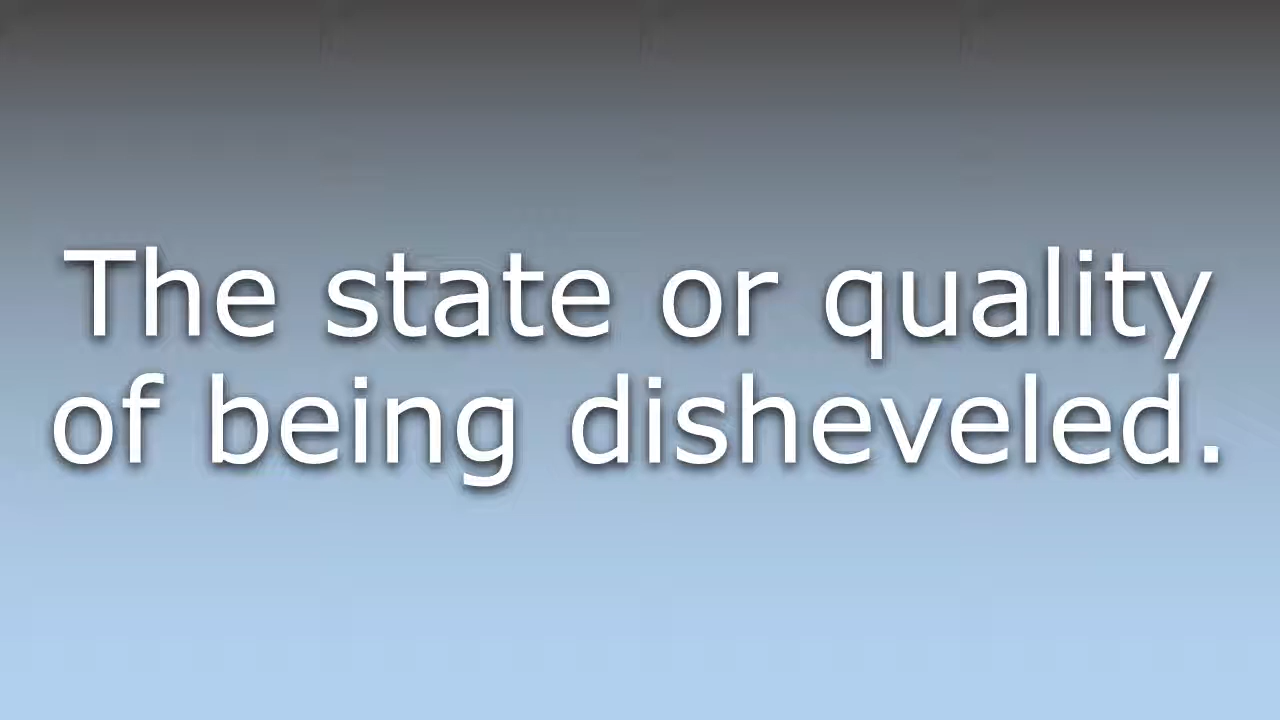 The state or quality
of being disheveled.